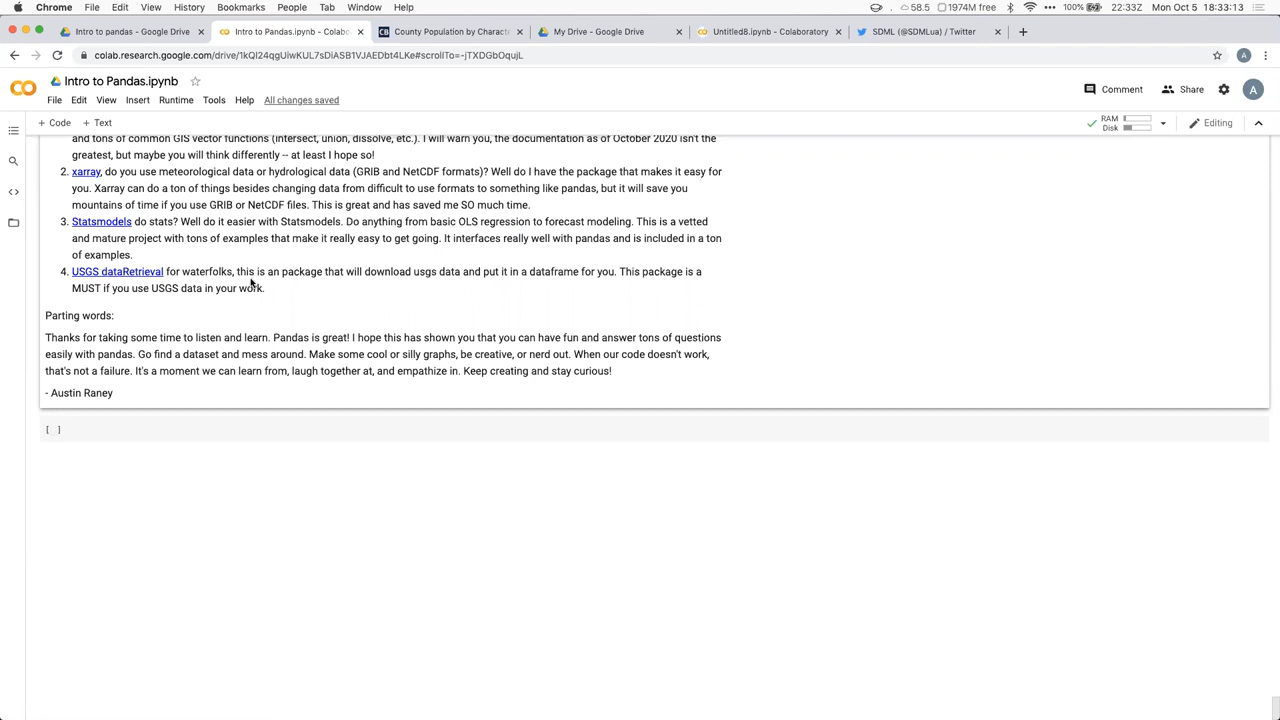 Chrome File Edit View History Bookmarks People Tab Window Help 58.5 1974M free 100% 22:33Z Mon Oct 5 18:33:13
Intro to pandas - Google Drive Intro to Pandas.ipynb - Colabo County Population by Charact My Drive - Google Drive Untitled8.ipynb - Colaboratory SDML (@SDMLua) / Twitter
colab.research.google.com/drive/1kQl24qgUiwKUL7sDiASB1VJAEDbt4LKe#scrollTo=-jTXDGbOqujL A
Intro to Pandas.ipynb
Comment Share A
File Edit View Insert Runtime Tools Help All changes saved
+ Code + Text RAM Disk Editing
and tons of common GIS vector functions (intersect, union, dissolve, etc.). I will warn you, the documentation as of October 2020 isn't the
greatest, but maybe you will think differently -- at least I hope so!
2. xarray, do you use meteorological data or hydrological data (GRIB and NetCDF formats)? Well do I have the package that makes it easy for
you. Xarray can do a ton of things besides changing data from difficult to use formats to something like pandas, but it will save you
mountains of time if you use GRIB or NetCDF files. This is great and has saved me SO much time.
3. Statsmodels do stats? Well do it easier with Statsmodels. Do anything from basic OLS regression to forecast modeling. This is a vetted
and mature project with tons of examples that make it really easy to get going. It interfaces really well with pandas and is included in a ton
of examples.
4. USGS dataRetrieval for waterfolks, this is an package that will download usgs data and put it in a dataframe for you. This package is a
MUST if you use USGS data in your work.
Parting words:
Thanks for taking some time to listen and learn. Pandas is great! I hope this has shown you that you can have fun and answer tons of questions
easily with pandas. Go find a dataset and mess around. Make some cool or silly graphs, be creative, or nerd out. When our code doesn't work,
that's not a failure. It's a moment we can learn from, laugh together at, and empathize in. Keep creating and stay curious!
- Austin Raney
[ ]